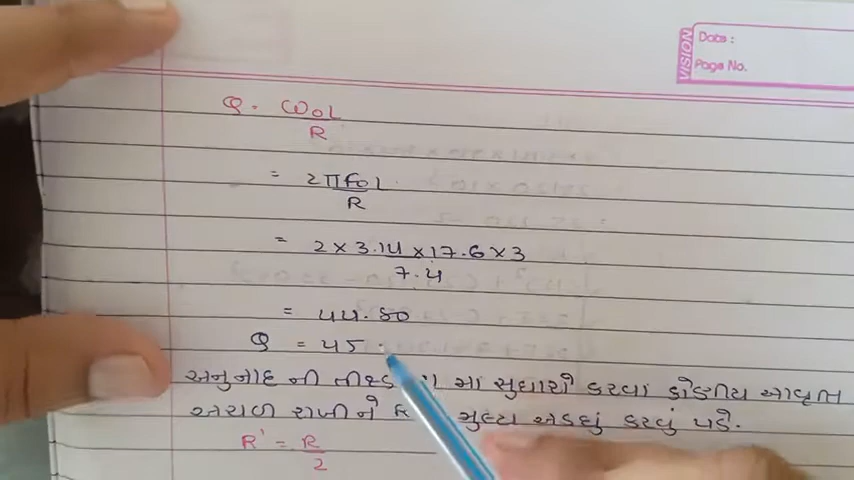 VISION
Date :
Page No.
Q. ω₀L
R
= 2πf₀L
R
= 2 × 3.14 × 17.6 × 3
7.4
= 44.80
Q = 45
અનુનાદ ની માં સુધારો કરવા કોણીય આવૃત્તિ
અચળ રાખીને મુલ્ય અડધું કરવું પડે.
R' = R
2